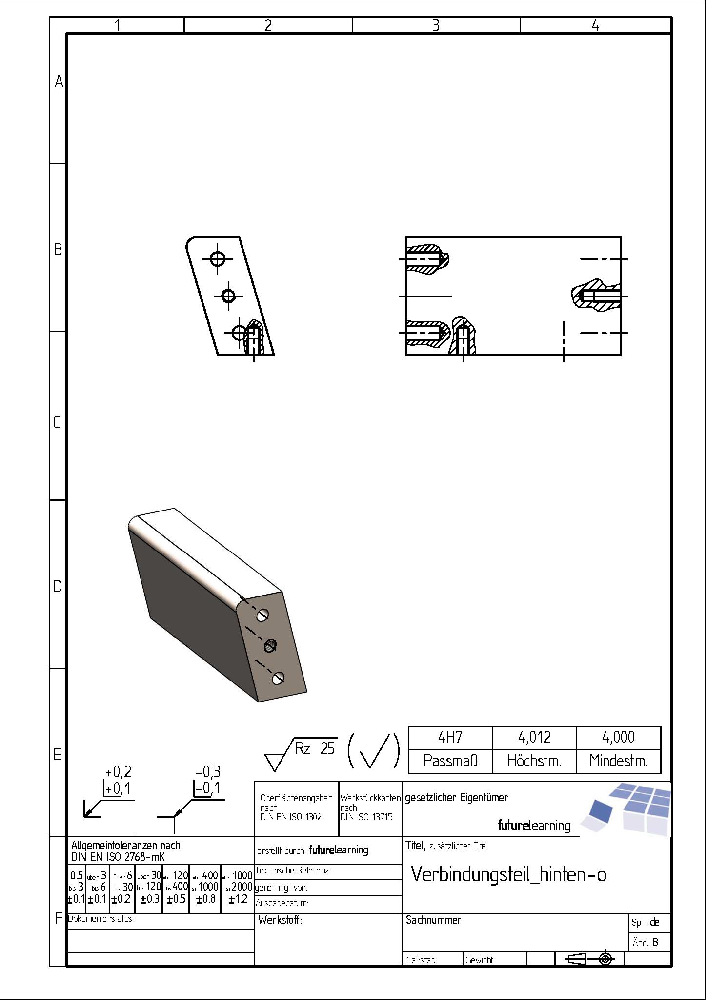 1 2 3 4
A
B
C
D
E
F
Rz 25
4H7 4,012 4,000
Passmaß Höchstm. Mindestm.
+0,2
+0,1
-0,3
-0,1
Oberflächenangaben
nach
DIN EN ISO 1302
Werkstückkanten
nach
DIN ISO 13715
gesetzlicher Eigentümer
futurelearning
Allgemeintoleranzen nach
DIN EN ISO 2768-mK
0.5 über 3 über 6 über 30 über 120 über 400 über 1000
bis 3 bis 6 bis 30 bis 120 bis 400 bis 1000 bis 2000
±0.1 ±0.1 ±0.2 ±0.3 ±0.5 ±0.8 ±1.2
erstellt durch: futurelearning
Technische Referenz:
genehmigt von:
Ausgabedatum:
Titel, zusätzlicher Titel
Verbindungsteil_hinten-o
Dokumentenstatus:
Werkstoff:
Sachnummer
Spr. de
Änd. B
Maßstab:
Gewicht: